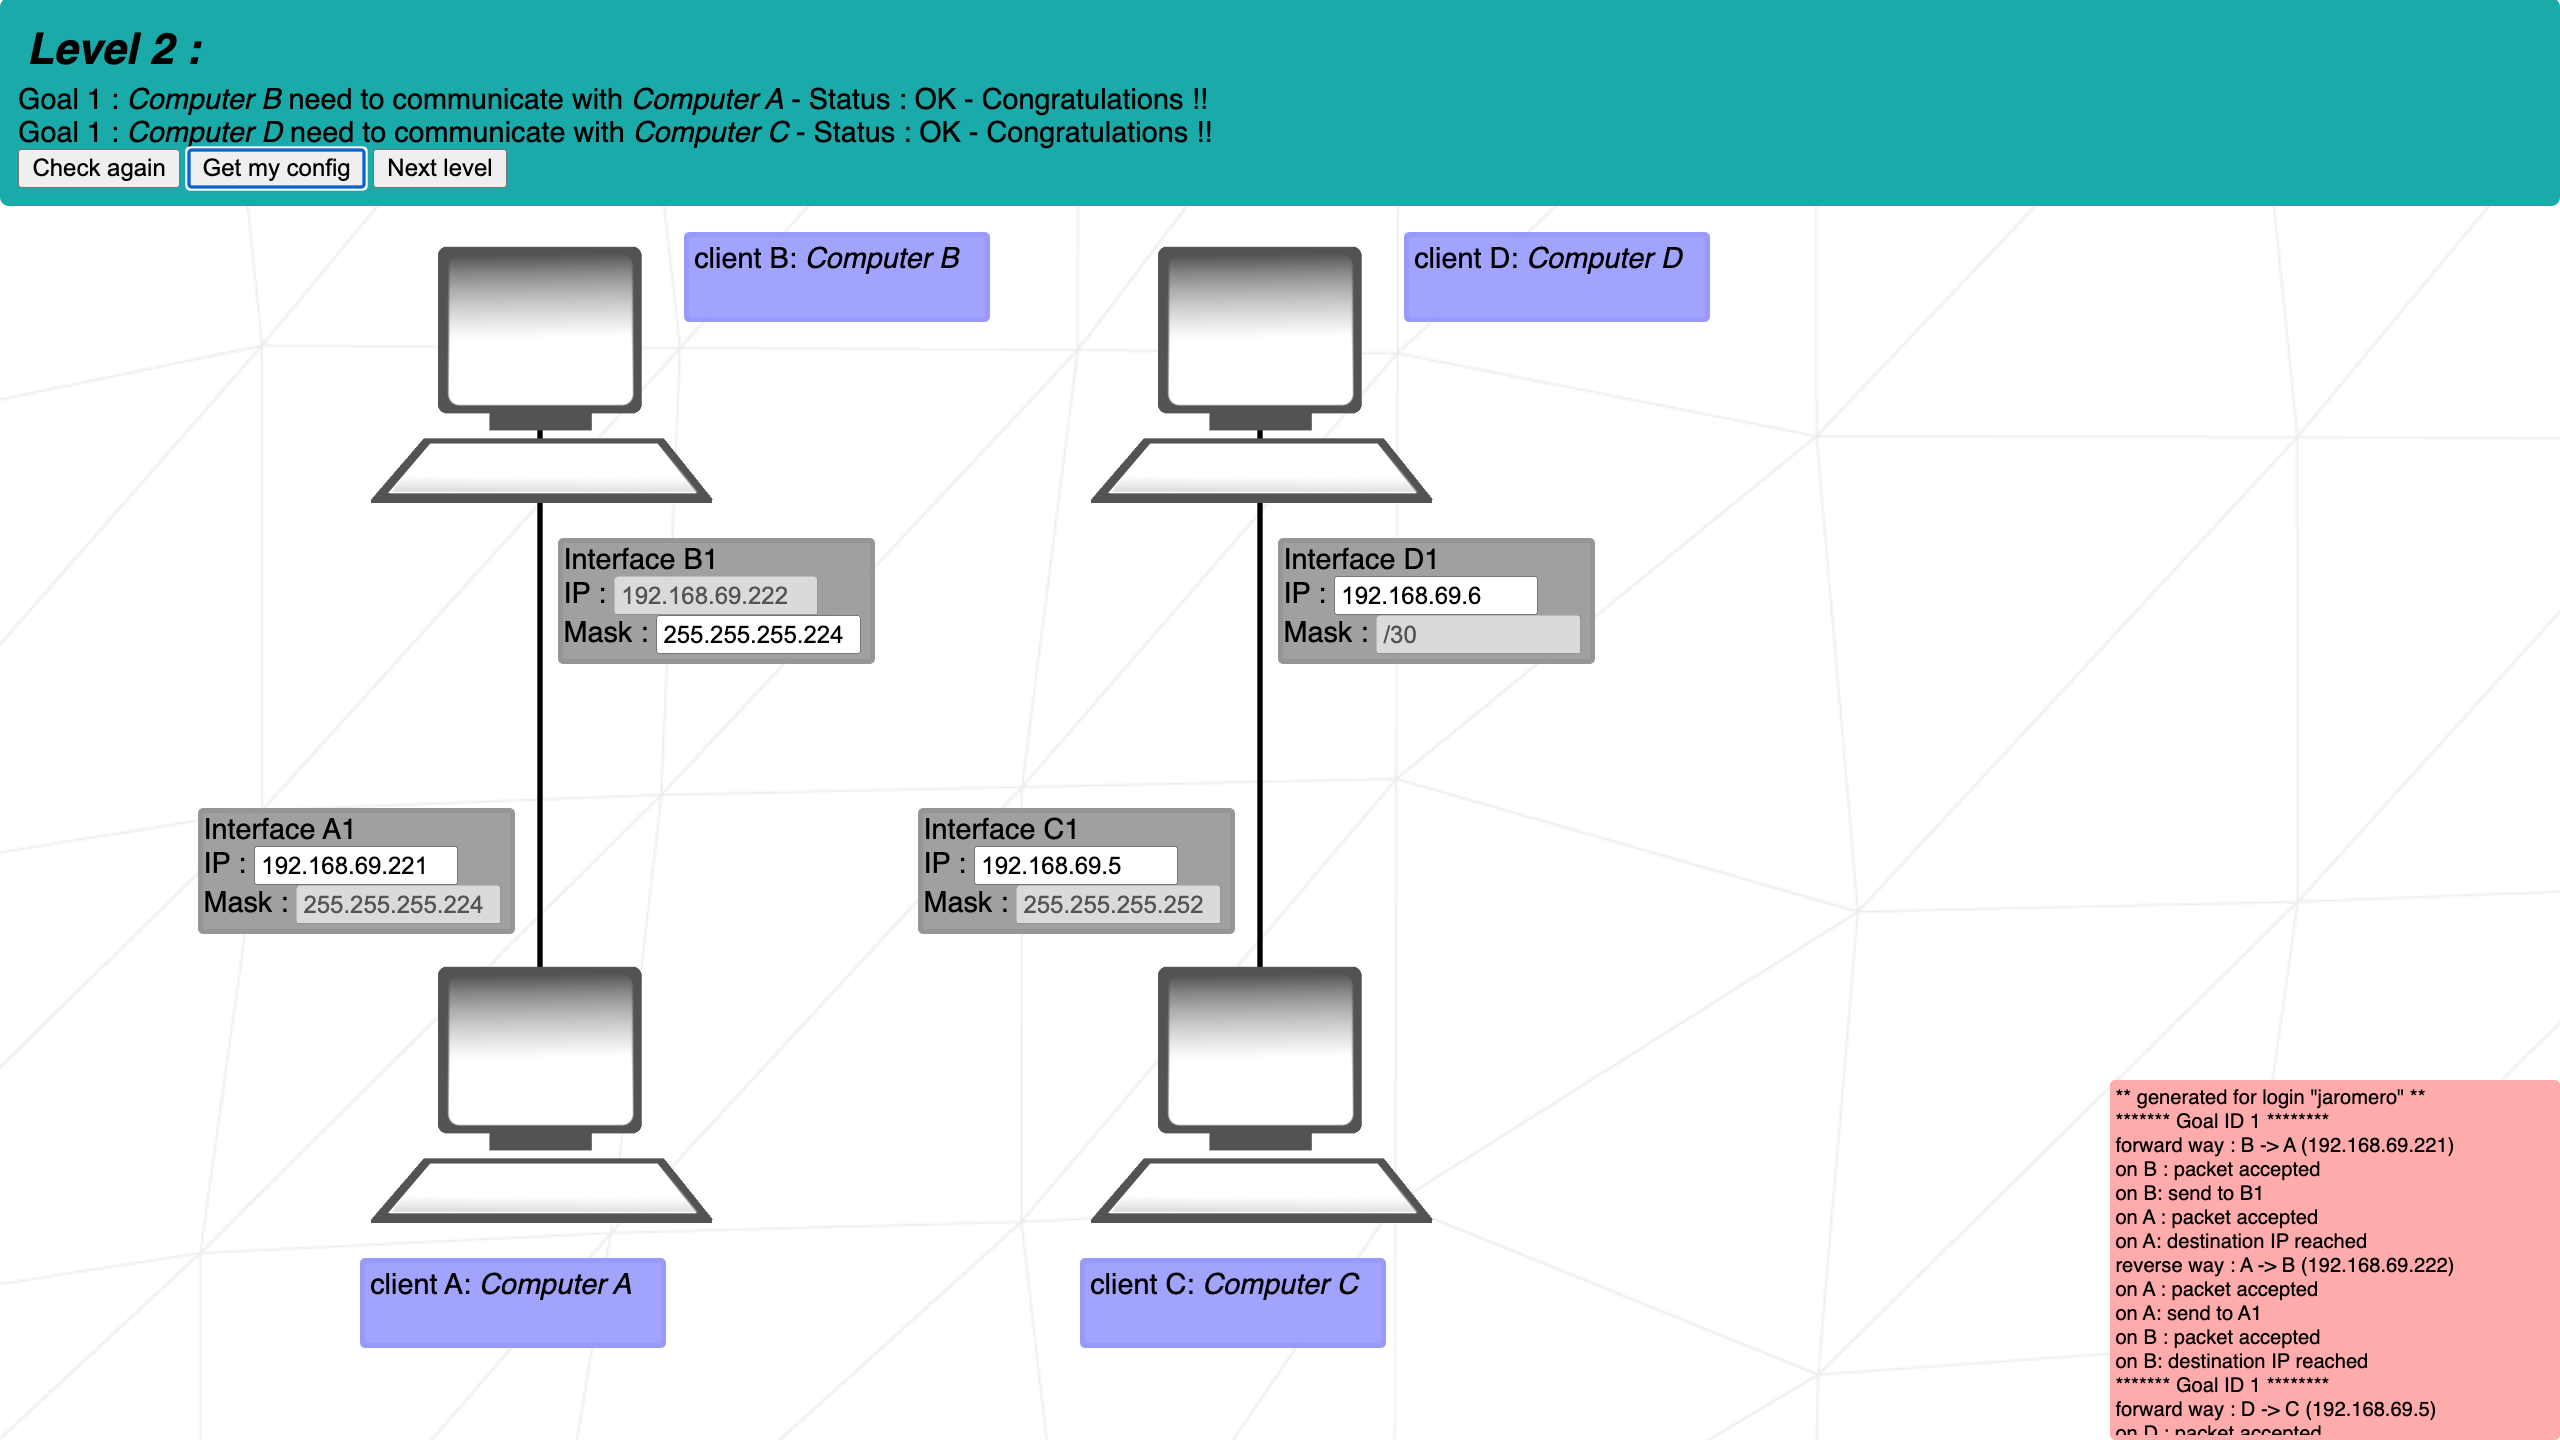 Level 2 :
Goal 1 : Computer B need to communicate with Computer A - Status : OK - Congratulations !!
Goal 1 : Computer D need to communicate with Computer C - Status : OK - Congratulations !!
Check again Get my config Next level
client B: Computer B
client D: Computer D
Interface B1
IP : 192.168.69.222
Mask : 255.255.255.224
Interface D1
IP : 192.168.69.6
Mask : /30
Interface A1
IP : 192.168.69.221
Mask : 255.255.255.224
Interface C1
IP : 192.168.69.5
Mask : 255.255.255.252
client A: Computer A
client C: Computer C
** generated for login "jaromero" **
******* Goal ID 1 ********
forward way : B -> A (192.168.69.221)
on B : packet accepted
on B: send to B1
on A : packet accepted
on A: destination IP reached
reverse way : A -> B (192.168.69.222)
on A : packet accepted
on A: send to A1
on B : packet accepted
on B: destination IP reached
******* Goal ID 1 ********
forward way : D -> C (192.168.69.5)
on D : packet accepted